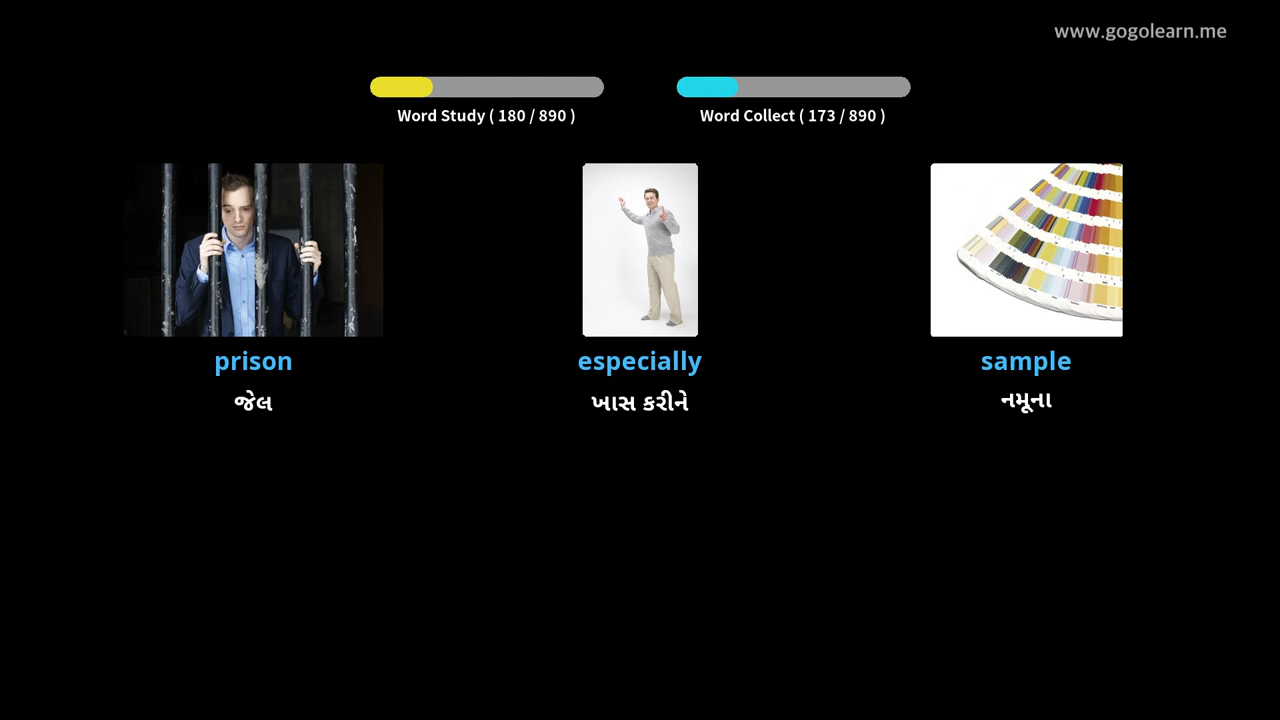 www.gogolearn.me
Word Study ( 180 / 890 )
Word Collect ( 173 / 890 )
prison
especially
sample
જેલ
ખાસ કરીને
નમૂના